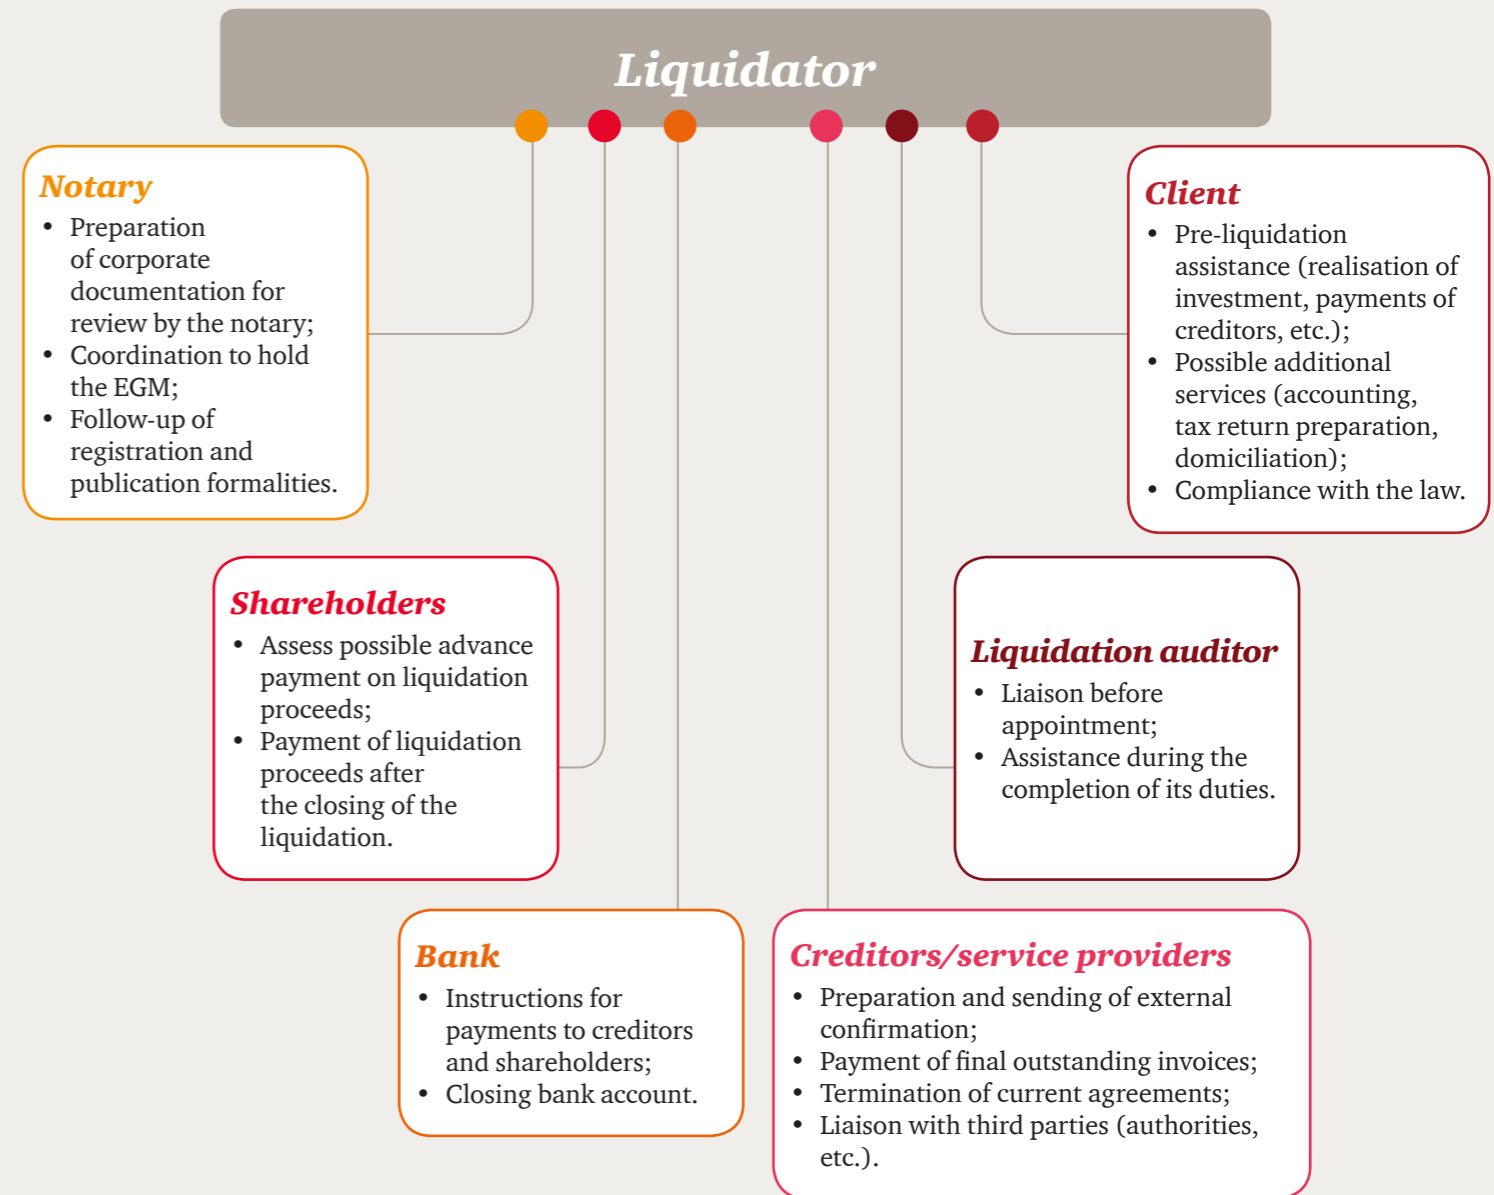 Liquidator
Notary
• Preparation
of corporate
documentation for
review by the notary;
• Coordination to hold
the EGM;
• Follow-up of
registration and
publication formalities.
Client
• Pre-liquidation
assistance (realisation of
investment, payments of
creditors, etc.);
• Possible additional
services (accounting,
tax return preparation,
domiciliation);
• Compliance with the law.
Shareholders
• Assess possible advance
payment on liquidation
proceeds;
• Payment of liquidation
proceeds after
the closing of the
liquidation.
Liquidation auditor
• Liaison before
appointment;
• Assistance during the
completion of its duties.
Bank
• Instructions for
payments to creditors
and shareholders;
• Closing bank account.
Creditors/service providers
• Preparation and sending of external
confirmation;
• Payment of final outstanding invoices;
• Termination of current agreements;
• Liaison with third parties (authorities,
etc.).